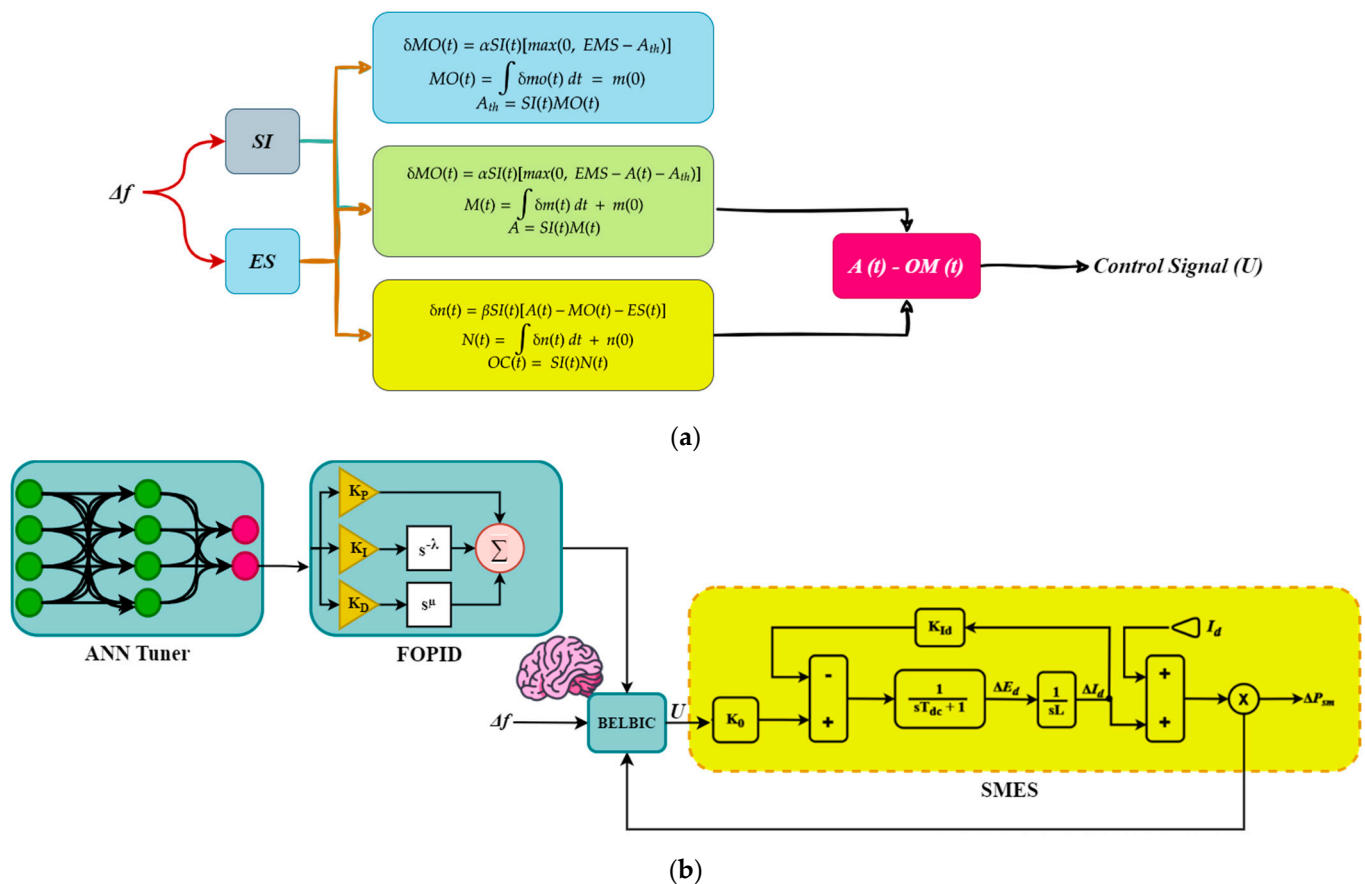 δMO(t) = αSI(t)[max(0, EMS − A_th)]
MO(t) = ∫ δmo(t) dt = m(0)
A_th = SI(t)MO(t)
SI
Δf
ES
δMO(t) = αSI(t)[max(0, EMS − A(t) − A_th)]
M(t) = ∫ δm(t) dt + m(0)
A = SI(t)M(t)
A (t) - OM (t)
Control Signal (U)
δn(t) = βSI(t)[A(t) − MO(t) − ES(t)]
N(t) = ∫ δn(t) dt + n(0)
OC(t) = SI(t)N(t)
(a)
K_P
K_I
s^-λ
Σ
K_D
s^μ
ANN Tuner
FOPID
Δf
BELBIC
U
K_0
K_Id
-
+
1
sT_dc + 1
ΔE_d
1
sL
ΔI_d
+
+
I_d
X
ΔP_sm
SMES
(b)